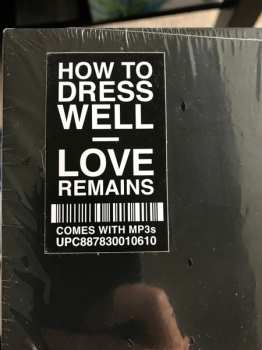 HOW TO
DRESS
WELL
—
LOVE
REMAINS
COMES WITH MP3s
UPC887830010610